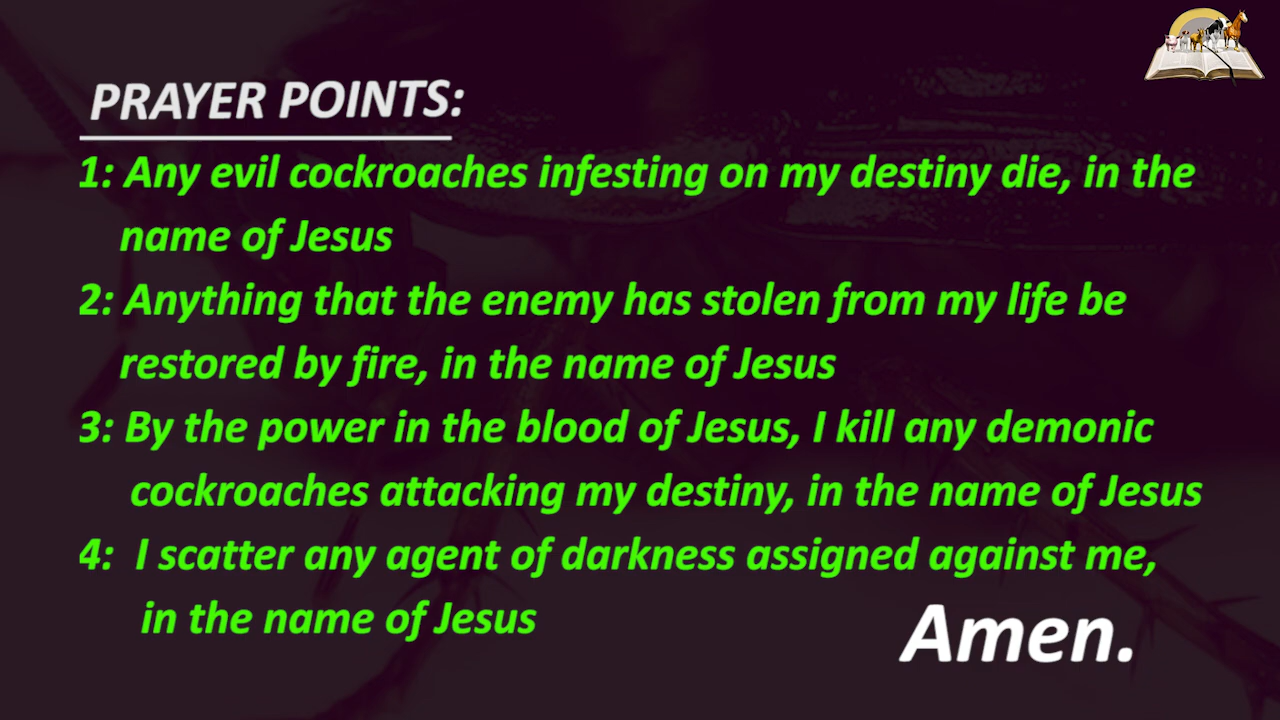 PRAYER POINTS:
1: Any evil cockroaches infesting on my destiny die, in the
name of Jesus
2: Anything that the enemy has stolen from my life be
restored by fire, in the name of Jesus
3: By the power in the blood of Jesus, I kill any demonic
cockroaches attacking my destiny, in the name of Jesus
4: I scatter any agent of darkness assigned against me,
in the name of Jesus
Amen.